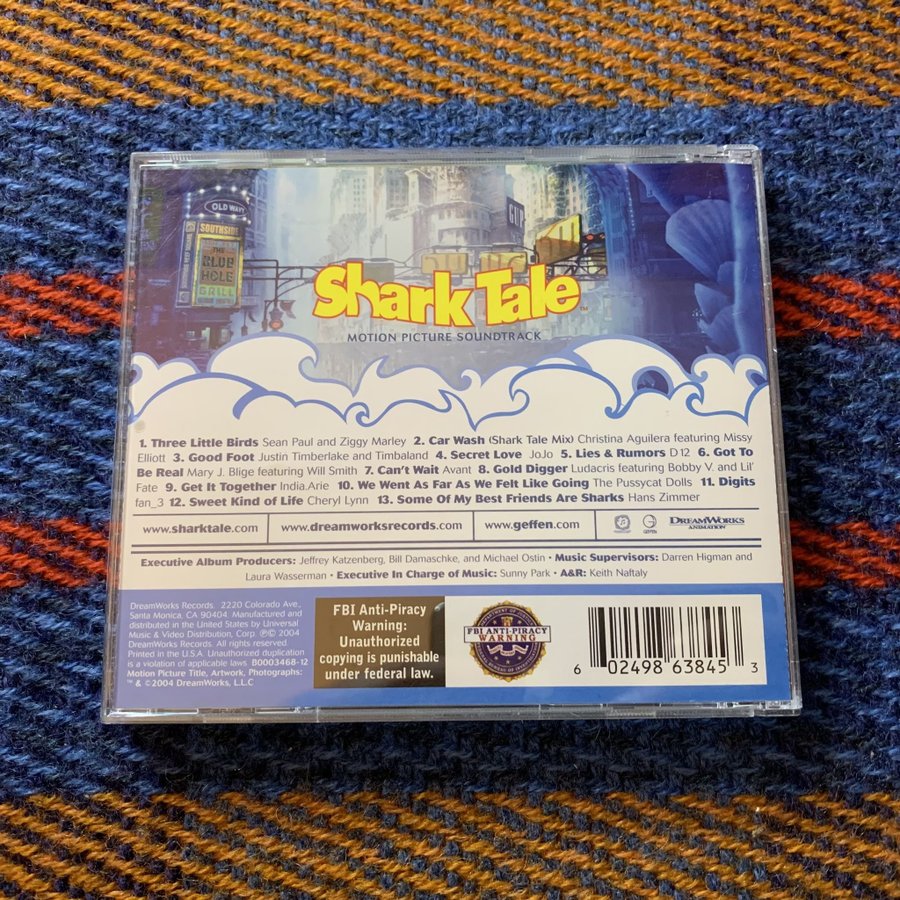 OLD WAVE
SOUTHSIDE
THE
BLUE
HOLE
GRILL
GUP
Shark Tale™
MOTION PICTURE SOUNDTRACK
1. Three Little Birds Sean Paul and Ziggy Marley 2. Car Wash (Shark Tale Mix) Christina Aguilera featuring Missy
Elliott 3. Good Foot Justin Timberlake and Timbaland 4. Secret Love JoJo 5. Lies & Rumors D12 6. Got To
Be Real Mary J. Blige featuring Will Smith 7. Can't Wait Avant 8. Gold Digger Ludacris featuring Bobby V. and Lil'
Fate 9. Get It Together India.Arie 10. We Went As Far As We Felt Like Going The Pussycat Dolls 11. Digits
fan_3 12. Sweet Kind of Life Cheryl Lynn 13. Some Of My Best Friends Are Sharks Hans Zimmer
www.sharktale.com www.dreamworksrecords.com www.geffen.com GEFFEN DREAMWORKS
ANIMATION
Executive Album Producers: Jeffrey Katzenberg, Bill Damaschke, and Michael Ostin • Music Supervisors: Darren Higman and
Laura Wasserman • Executive In Charge of Music: Sunny Park • A&R: Keith Naftaly
DreamWorks Records 2220 Colorado Ave.,
Santa Monica, CA 90404 Manufactured and
distributed in the United States by Universal
Music & Video Distribution, Corp ℗© 2004
DreamWorks Records. All rights reserved.
Printed in the U.S.A. Unauthorized duplication
is a violation of applicable laws B0003468-12
Motion Picture Title, Artwork, Photographs:
™ & ©2004 DreamWorks, L.L.C
FBI Anti-Piracy
Warning:
Unauthorized
copying is punishable
under federal law.
FBI ANTI-PIRACY
WARNING
6 02498 63845 3